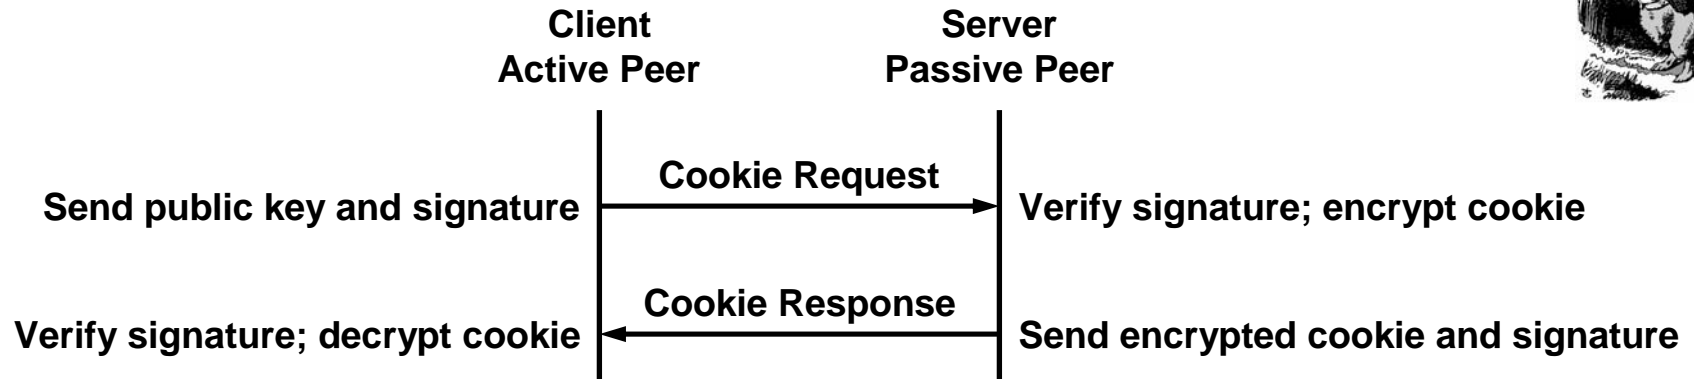 Client
Active Peer
Server
Passive Peer
Cookie Request
Send public key and signature
Verify signature; encrypt cookie
Cookie Response
Verify signature; decrypt cookie
Send encrypted cookie and signature